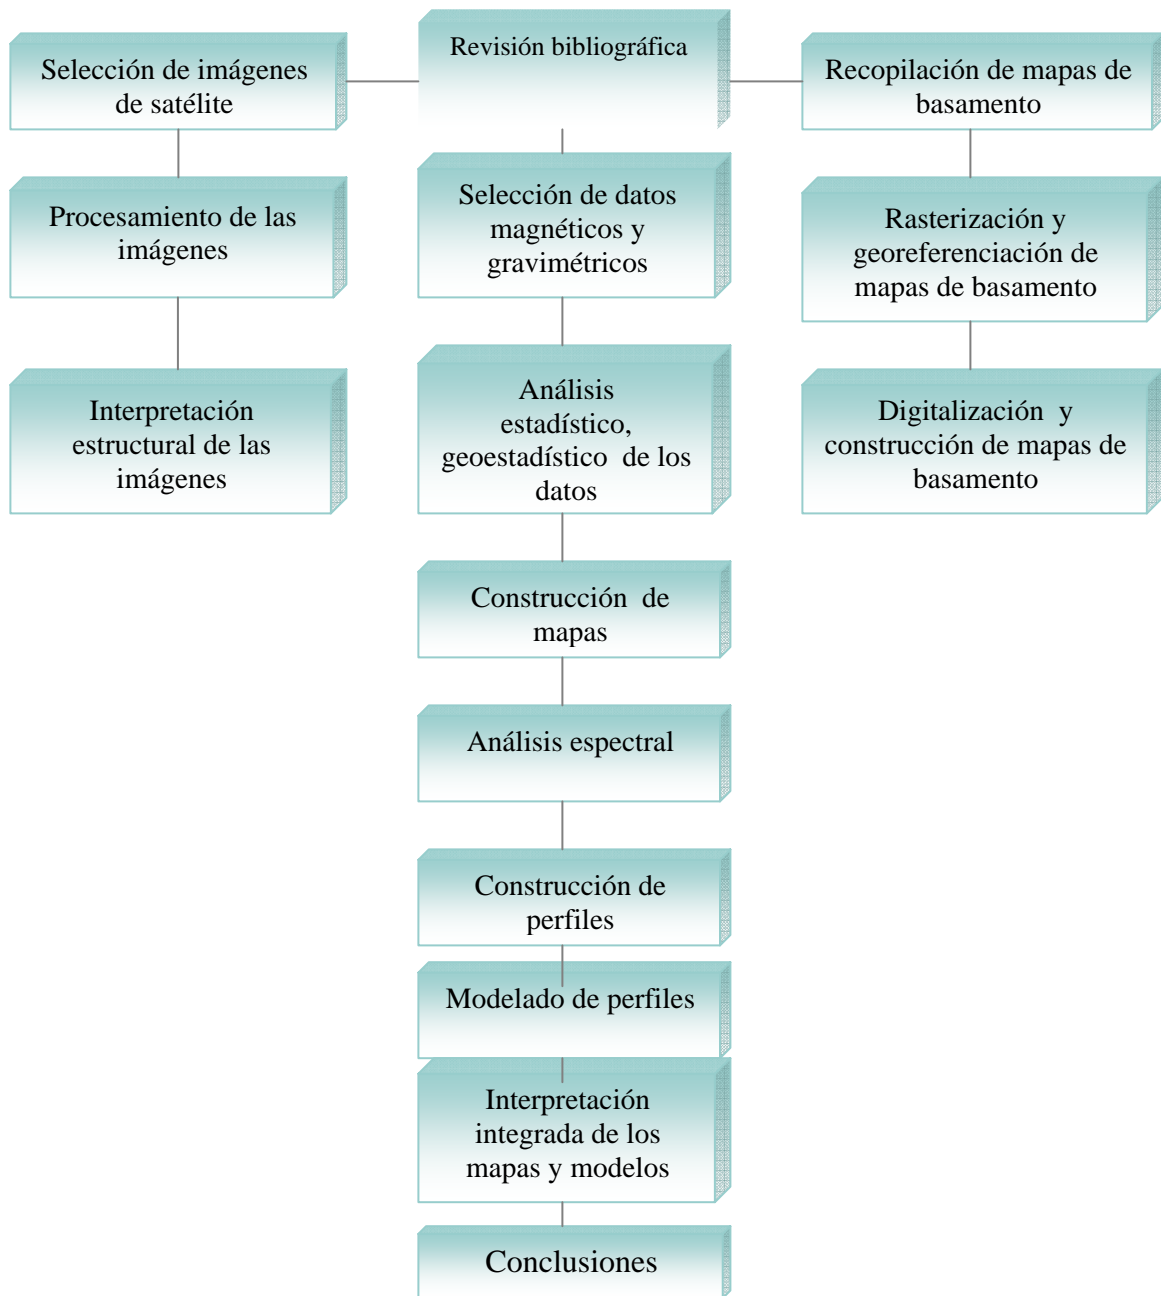 Revisión bibliográfica
Selección de imágenes
de satélite
Recopilación de mapas de
basamento
Procesamiento de las
imágenes
Selección de datos
magnéticos y
gravimétricos
Rasterización y
georeferenciación de
mapas de basamento
Interpretación
estructural de las
imágenes
Análisis
estadístico,
geoestadístico de los
datos
Digitalización y
construcción de mapas de
basamento
Construcción de
mapas
Análisis espectral
Construcción de
perfiles
Modelado de perfiles
Interpretación
integrada de los
mapas y modelos
Conclusiones